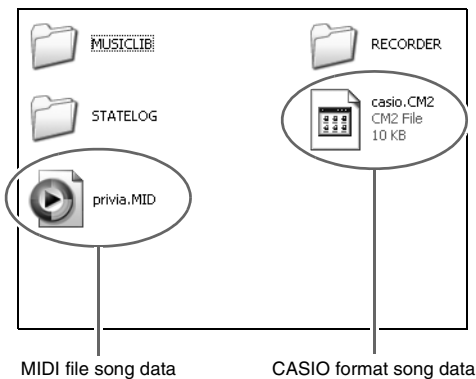 MUSICLIB
RECORDER
STATELOG
casio.CM2
CM2 File
10 KB
privia.MID
MIDI file song data
CASIO format song data